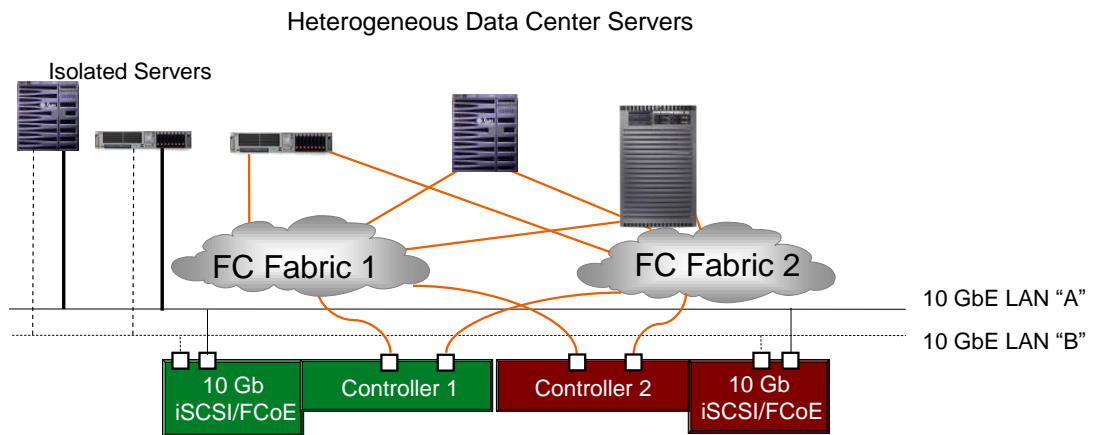 Heterogeneous Data Center Servers
Isolated Servers
FC Fabric 1
FC Fabric 2
10 GbE LAN “A”
10 GbE LAN “B”
10 Gb
iSCSI/FCoE
Controller 1
Controller 2
10 Gb
iSCSI/FCoE